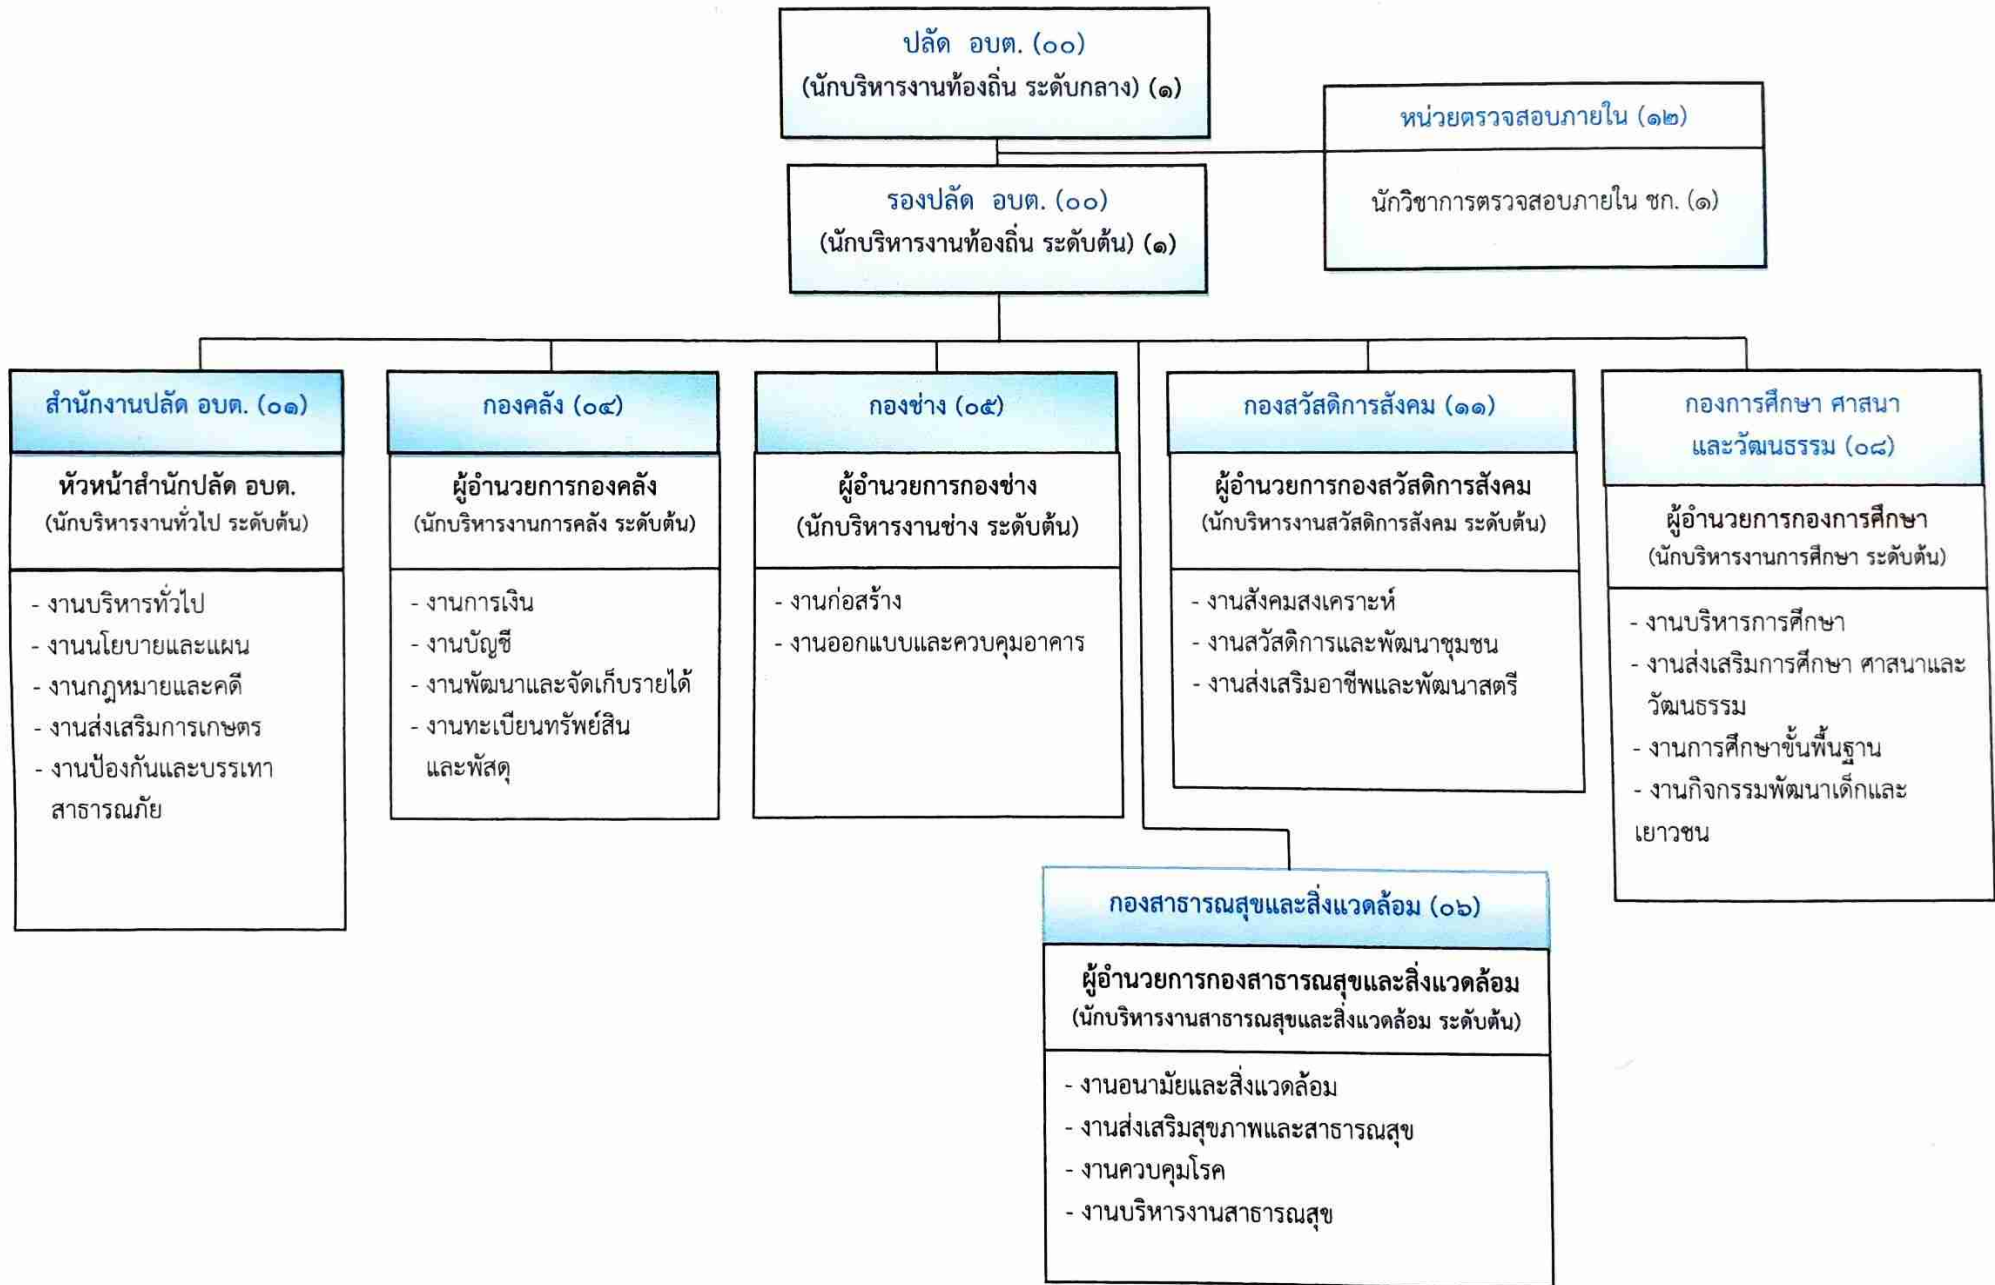 ปลัด อบต. (๐๐)
(นักบริหารงานท้องถิ่น ระดับกลาง) (๑)
หน่วยตรวจสอบภายใน (๑๒)
นักวิชาการตรวจสอบภายใน ชก. (๑)
รองปลัด อบต. (๐๐)
(นักบริหารงานท้องถิ่น ระดับต้น) (๑)
สำนักงานปลัด อบต. (๐๑)
หัวหน้าสำนักปลัด อบต.
(นักบริหารงานทั่วไป ระดับต้น)
- งานบริหารทั่วไป
- งานนโยบายและแผน
- งานกฎหมายและคดี
- งานส่งเสริมการเกษตร
- งานป้องกันและบรรเทา
สาธารณภัย
กองคลัง (๐๔)
ผู้อำนวยการกองคลัง
(นักบริหารงานการคลัง ระดับต้น)
- งานการเงิน
- งานบัญชี
- งานพัฒนาและจัดเก็บรายได้
- งานทะเบียนทรัพย์สิน
และพัสดุ
กองช่าง (๐๕)
ผู้อำนวยการกองช่าง
(นักบริหารงานช่าง ระดับต้น)
- งานก่อสร้าง
- งานออกแบบและควบคุมอาคาร
กองสวัสดิการสังคม (๑๑)
ผู้อำนวยการกองสวัสดิการสังคม
(นักบริหารงานสวัสดิการสังคม ระดับต้น)
- งานสังคมสงเคราะห์
- งานสวัสดิการและพัฒนาชุมชน
- งานส่งเสริมอาชีพและพัฒนาสตรี
กองการศึกษา ศาสนา
และวัฒนธรรม (๐๘)
ผู้อำนวยการกองการศึกษา
(นักบริหารงานการศึกษา ระดับต้น)
- งานบริหารการศึกษา
- งานส่งเสริมการศึกษา ศาสนาและ
วัฒนธรรม
- งานการศึกษาขั้นพื้นฐาน
- งานกิจกรรมพัฒนาเด็กและ
เยาวชน
กองสาธารณสุขและสิ่งแวดล้อม (๐๖)
ผู้อำนวยการกองสาธารณสุขและสิ่งแวดล้อม
(นักบริหารงานสาธารณสุขและสิ่งแวดล้อม ระดับต้น)
- งานอนามัยและสิ่งแวดล้อม
- งานส่งเสริมสุขภาพและสาธารณสุข
- งานควบคุมโรค
- งานบริหารงานสาธารณสุข